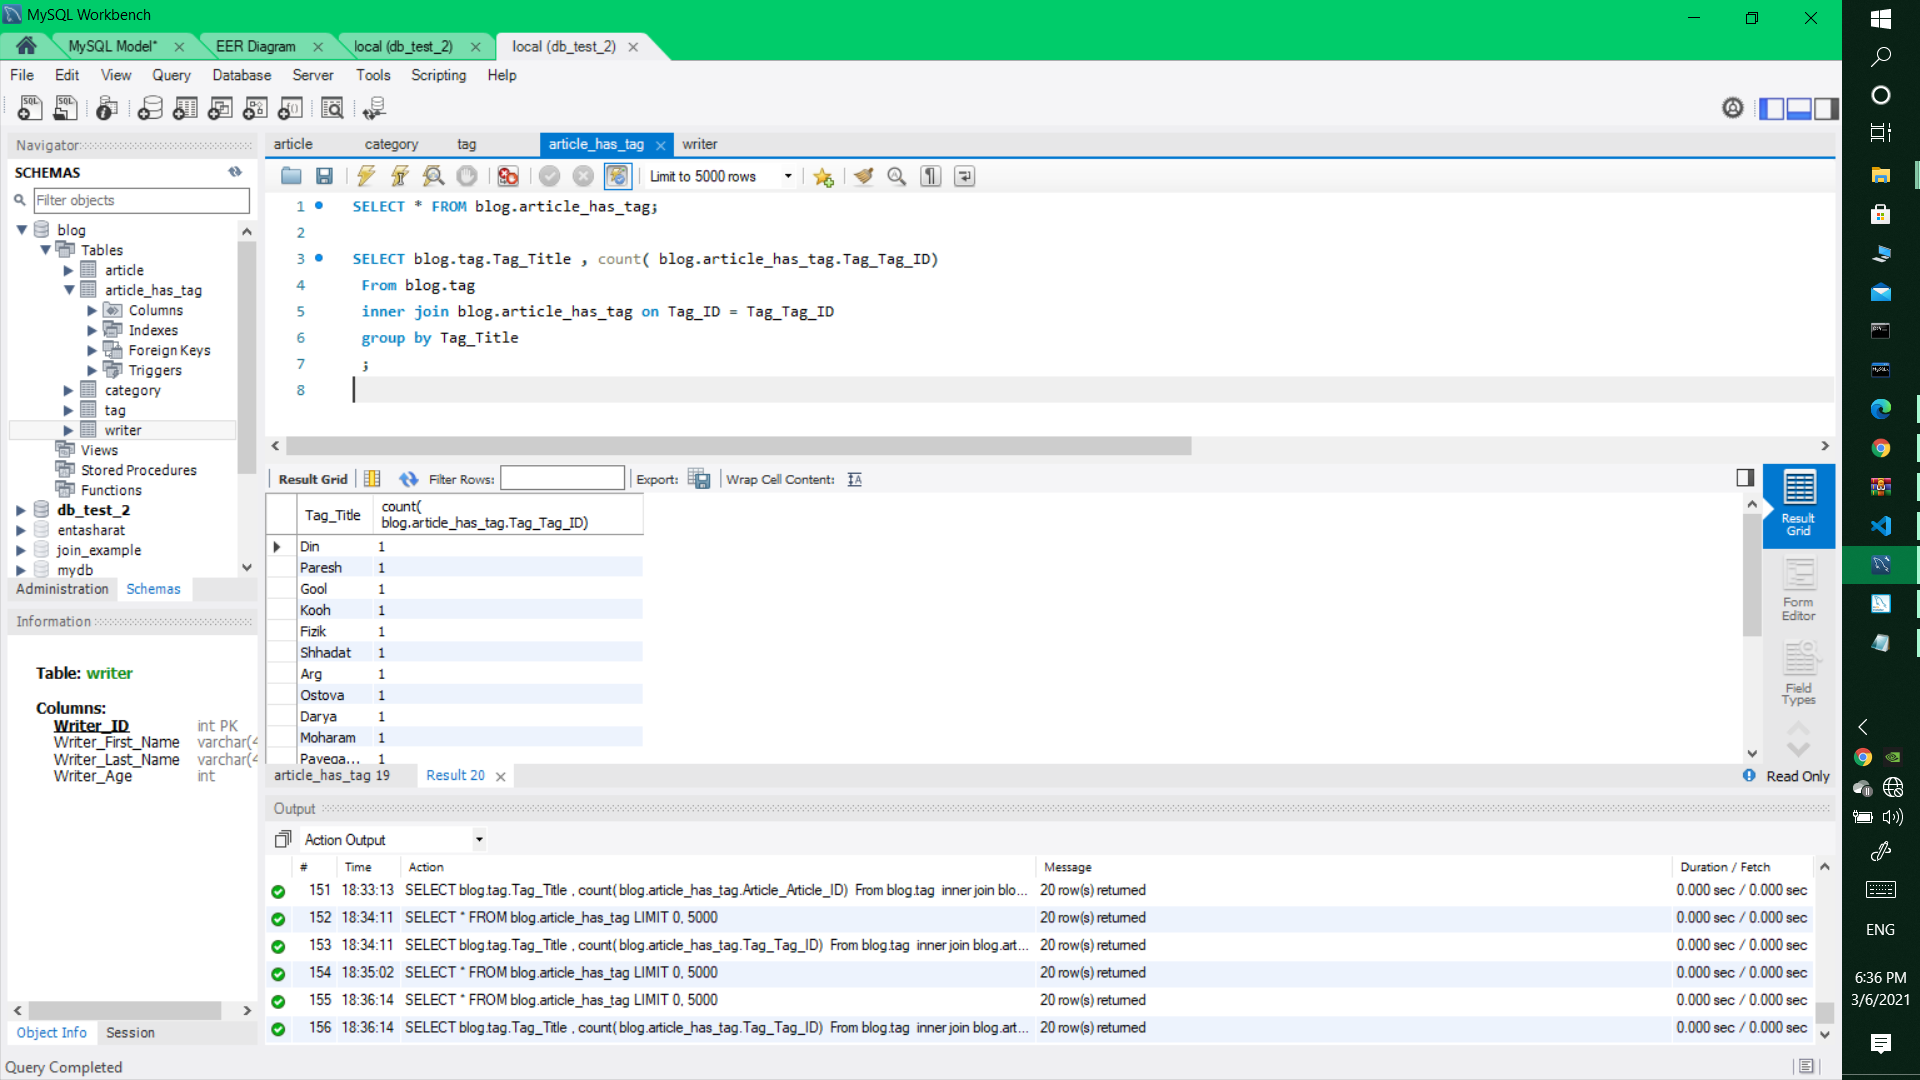 MySQL Workbench
MySQL Model* EER Diagram local (db_test_2) local (db_test_2)
File Edit View Query Database Server Tools Scripting Help
Navigator
SCHEMAS
Filter objects
blog
Tables
article
article_has_tag
Columns
Indexes
Foreign Keys
Triggers
category
tag
writer
Views
Stored Procedures
Functions
db_test_2
entasharat
join_example
mydb
Administration Schemas
Information
Table: writer
Columns:
Writer_ID int PK
Writer_First_Name varchar(4
Writer_Last_Name varchar(4
Writer_Age int
Object Info Session
Query Completed
article category tag article_has_tag writer
Limit to 5000 rows
1 SELECT * FROM blog.article_has_tag;
2
3 SELECT blog.tag.Tag_Title , count( blog.article_has_tag.Tag_Tag_ID)
4 From blog.tag
5 inner join blog.article_has_tag on Tag_ID = Tag_Tag_ID
6 group by Tag_Title
7 ;
8
Result Grid Filter Rows: Export: Wrap Cell Content:
Tag_Title count( blog.article_has_tag.Tag_Tag_ID)
Din 1
Paresh 1
Gool 1
Kooh 1
Fizik 1
Shhadat 1
Arg 1
Ostova 1
Darya 1
Moharam 1
Payega... 1
Result Grid
Form Editor
Field Types
article_has_tag 19 Result 20
Read Only
Output
Action Output
# Time Action Message Duration / Fetch
151 18:33:13 SELECT blog.tag.Tag_Title , count( blog.article_has_tag.Article_Article_ID) From blog.tag inner join blo... 20 row(s) returned 0.000 sec / 0.000 sec
152 18:34:11 SELECT * FROM blog.article_has_tag LIMIT 0, 5000 20 row(s) returned 0.000 sec / 0.000 sec
153 18:34:11 SELECT blog.tag.Tag_Title , count( blog.article_has_tag.Tag_Tag_ID) From blog.tag inner join blog.art... 20 row(s) returned 0.000 sec / 0.000 sec
154 18:35:02 SELECT * FROM blog.article_has_tag LIMIT 0, 5000 20 row(s) returned 0.000 sec / 0.000 sec
155 18:36:14 SELECT * FROM blog.article_has_tag LIMIT 0, 5000 20 row(s) returned 0.000 sec / 0.000 sec
156 18:36:14 SELECT blog.tag.Tag_Title , count( blog.article_has_tag.Tag_Tag_ID) From blog.tag inner join blog.art... 20 row(s) returned 0.000 sec / 0.000 sec
ENG
6:36 PM
3/6/2021